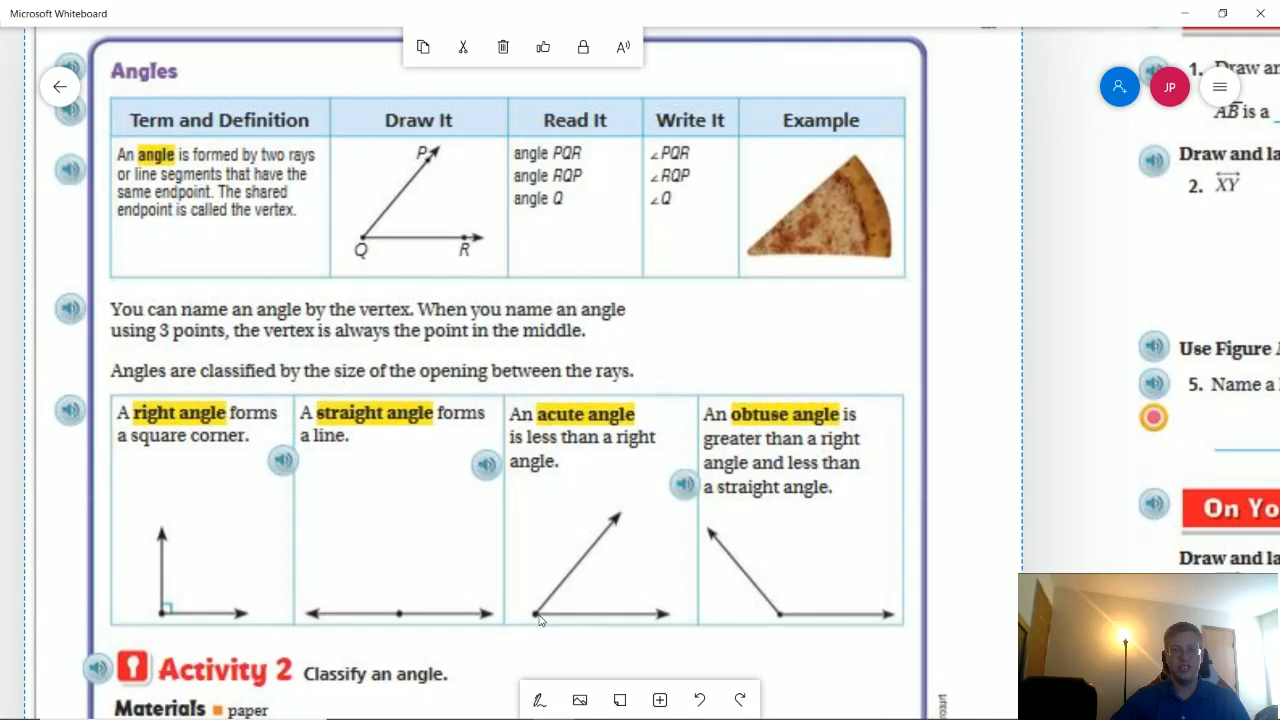 Microsoft Whiteboard
Angles
Term and Definition Draw It Read It Write It Example
An angle is formed by two rays
or line segments that have the
same endpoint. The shared
endpoint is called the vertex.
P
Q R
angle PQR
angle RQP
angle Q
∠PQR
∠RQP
∠Q
You can name an angle by the vertex. When you name an angle
using 3 points, the vertex is always the point in the middle.
Angles are classified by the size of the opening between the rays.
A right angle forms
a square corner.
A straight angle forms
a line.
An acute angle
is less than a right
angle.
An obtuse angle is
greater than a right
angle and less than
a straight angle.
Activity 2 Classify an angle.
Materials ■ paper
JP
1. Draw an
AB is a
Draw and la
2. XY
Use Figure
5. Name a
On Yo
Draw and la